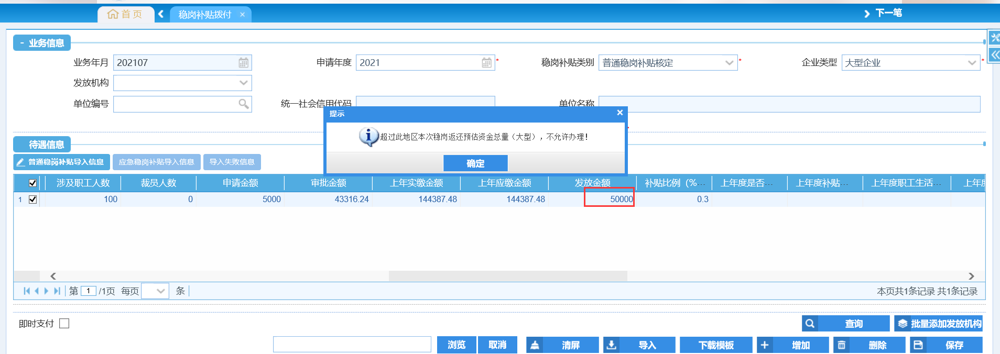 首页 稳岗补贴拨付 × 下一笔
- 业务信息
业务年月 202107 申请年度 2021 * 稳岗补贴类别 普通稳岗补贴核定 * 企业类型 大型企业 *
发放机构
单位编号 统一社会信用代码 单位名称
提示
超过此地区本次稳岗返还预估资金总量（大型），不允许办理!
确定
待遇信息
普通稳岗补贴导入信息 应急稳岗补贴导入信息 导入失败信息
涉及职工人数 裁员人数 申请金额 审批金额 上年实缴金额 上年应缴金额 发放金额 补贴比例（%... 上年度是否... 上年度补贴... 上年度职工生活... 上年度
1 100 0 5000 43316.24 144387.48 144387.48 50000 0.3
第 1 /1页 每页 条 本页共1条记录 共1条记录
即时支付 查询 批量添加发放机构
浏览 取消 清屏 导入 下载模板 增加 删除 保存